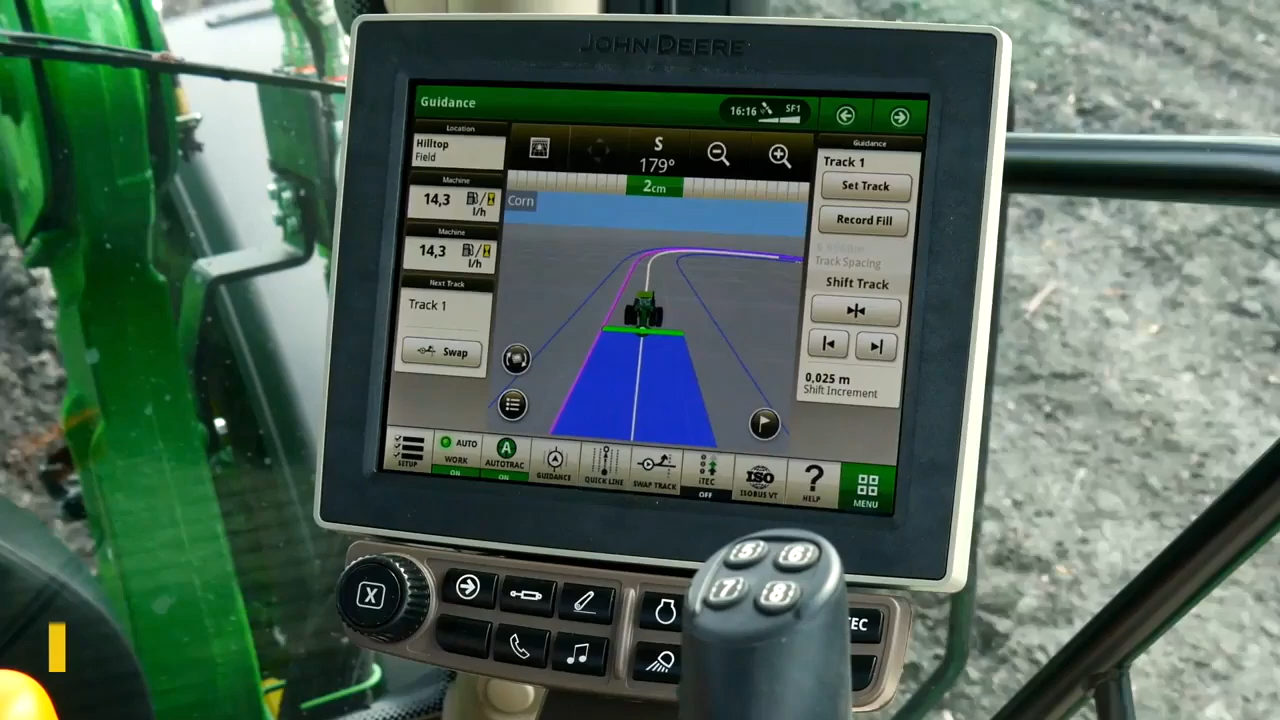 JOHN DEERE
Guidance
16:16
SF1
Location
Hilltop
Field
Machine
14,3
l/h
Machine
14,3
l/h
Next Track
Track 1
Swap
S
179°
2cm
Corn
Guidance
Track 1
Set Track
Record Fill
Track Spacing
Shift Track
0,025 m
Shift Increment
SETUP
AUTO
WORK
ON
A
AUTOTRAC
ON
GUIDANCE
QUICK LINE
SWAP TRACK
iTEC
OFF
ISO
ISOBUS VT
?
HELP
MENU
X
5 6
7 8
TEC